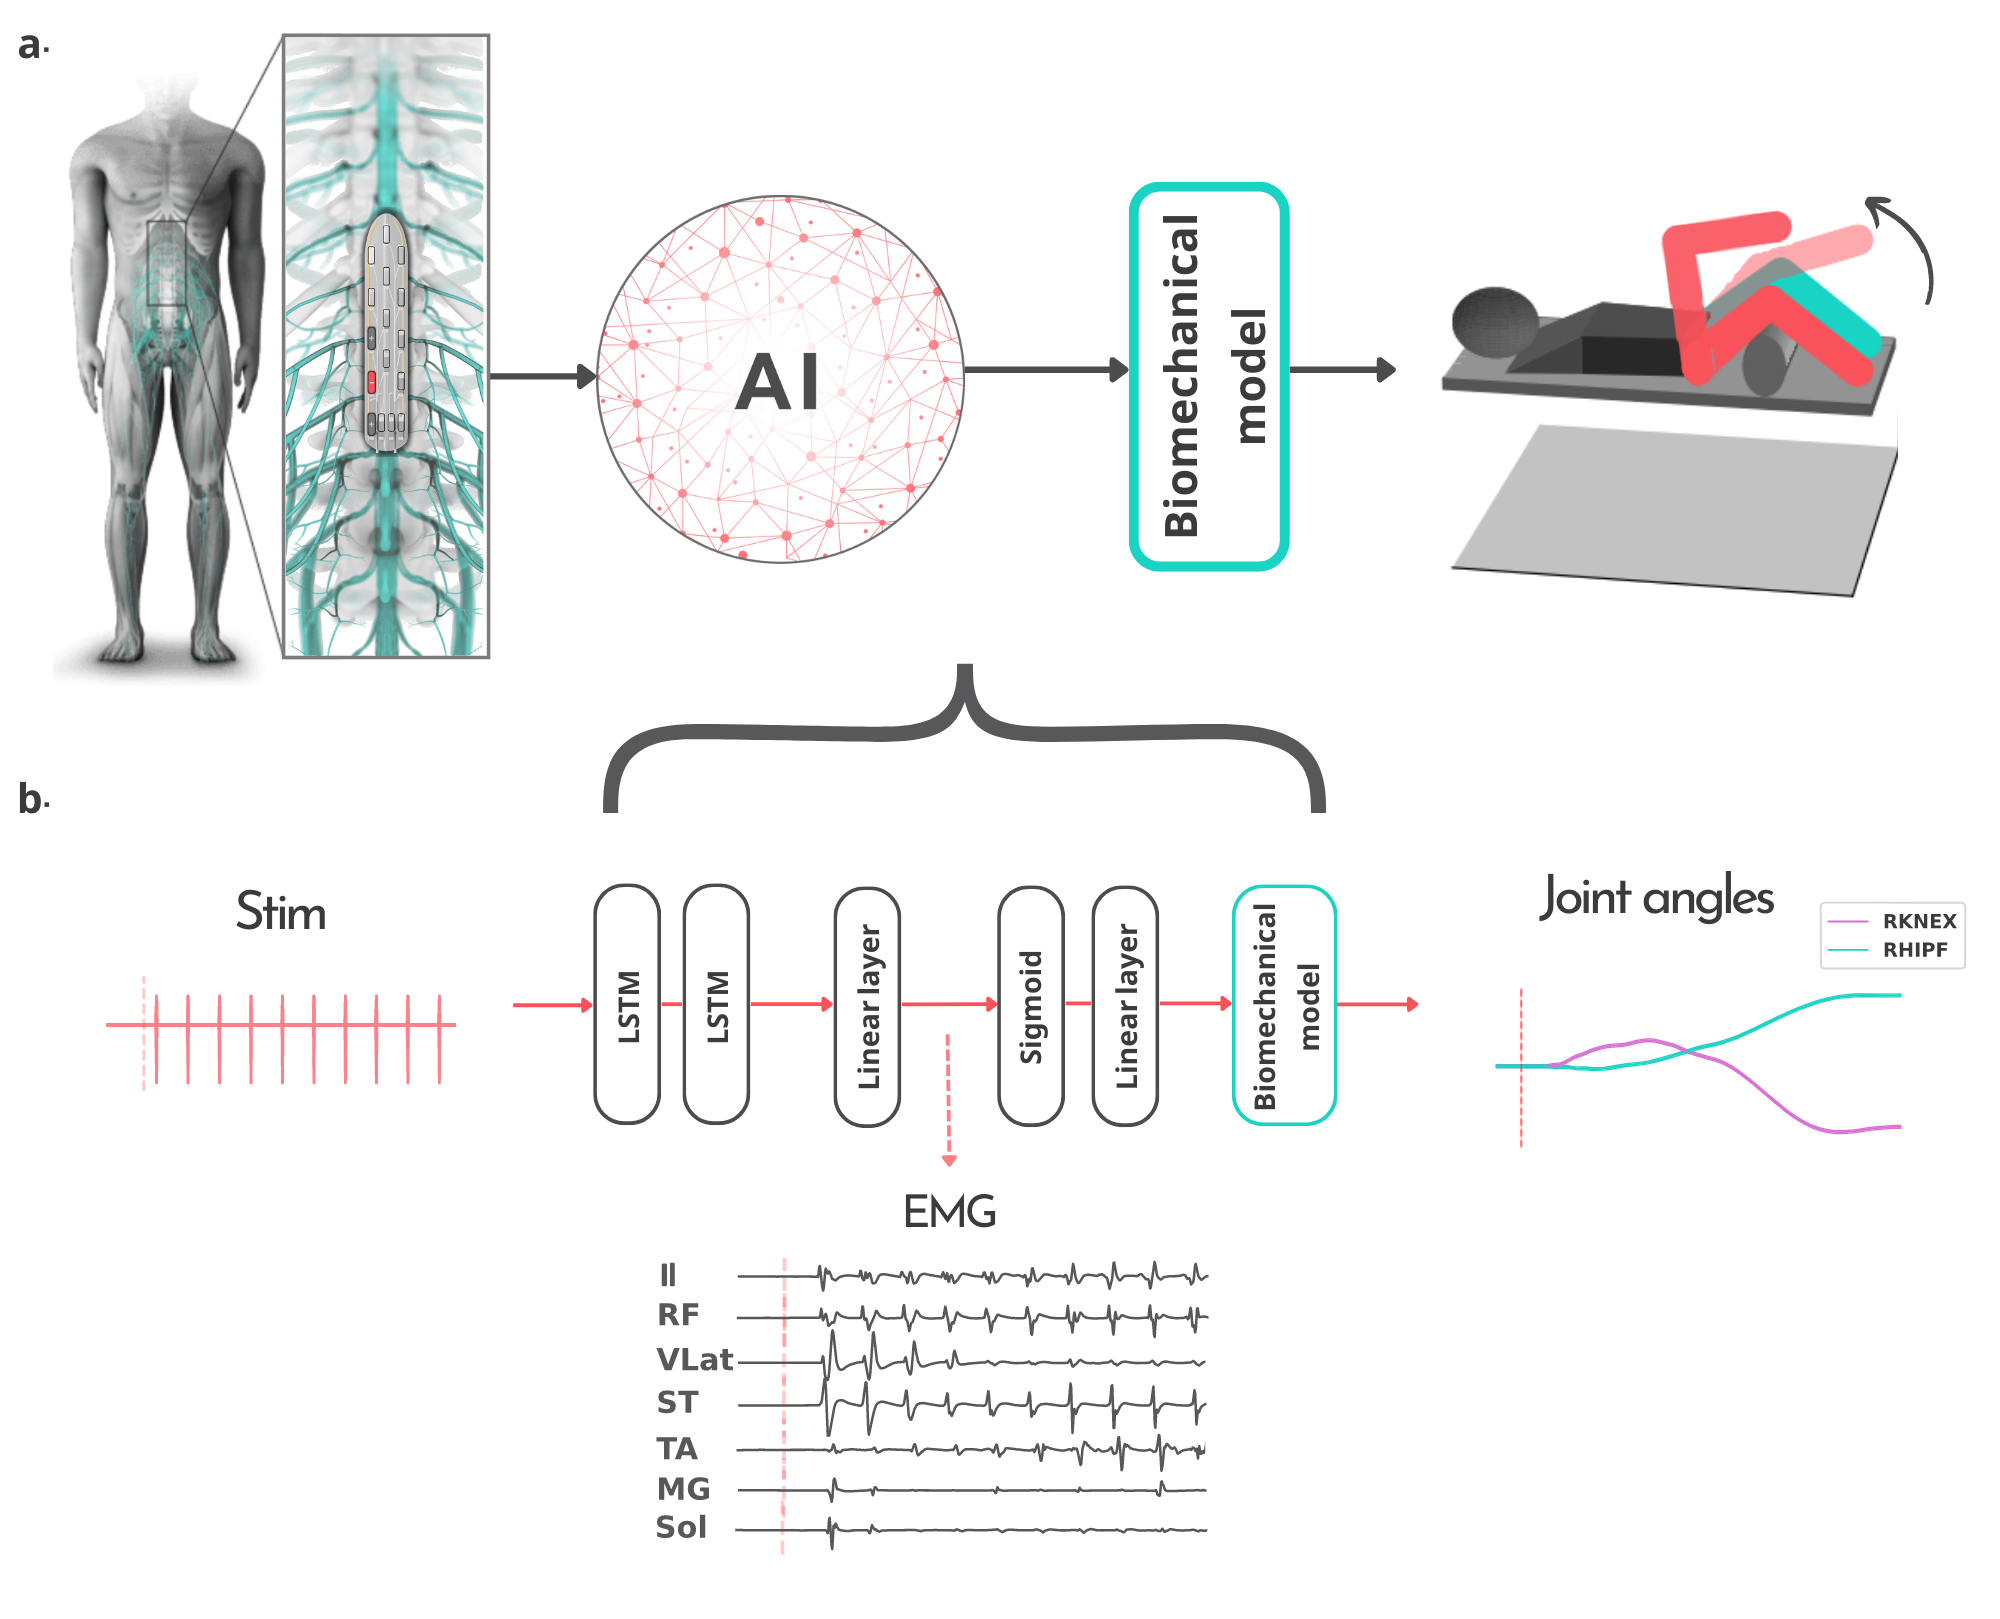 a.
AI
Biomechanical
model
b.
Stim
LSTM
LSTM
Linear layer
Sigmoid
Linear layer
Biomechanical
model
Joint angles
RKNEX
RHIPF
EMG
Il
RF
VLat
ST
TA
MG
Sol